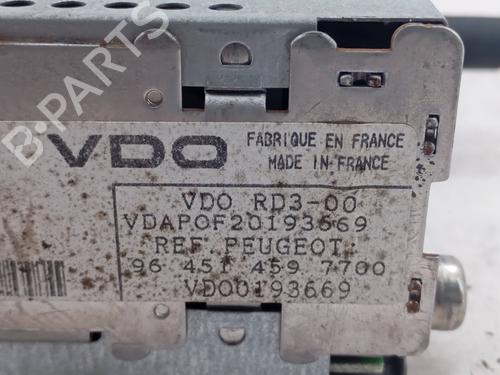 B-PARTS
VDO
FABRIQUE EN FRANCE
MADE IN FRANCE
VDO RD3-00
VDAPOF20193669
REF. PEUGEOT:
96 451 459 7700
VDO0193669